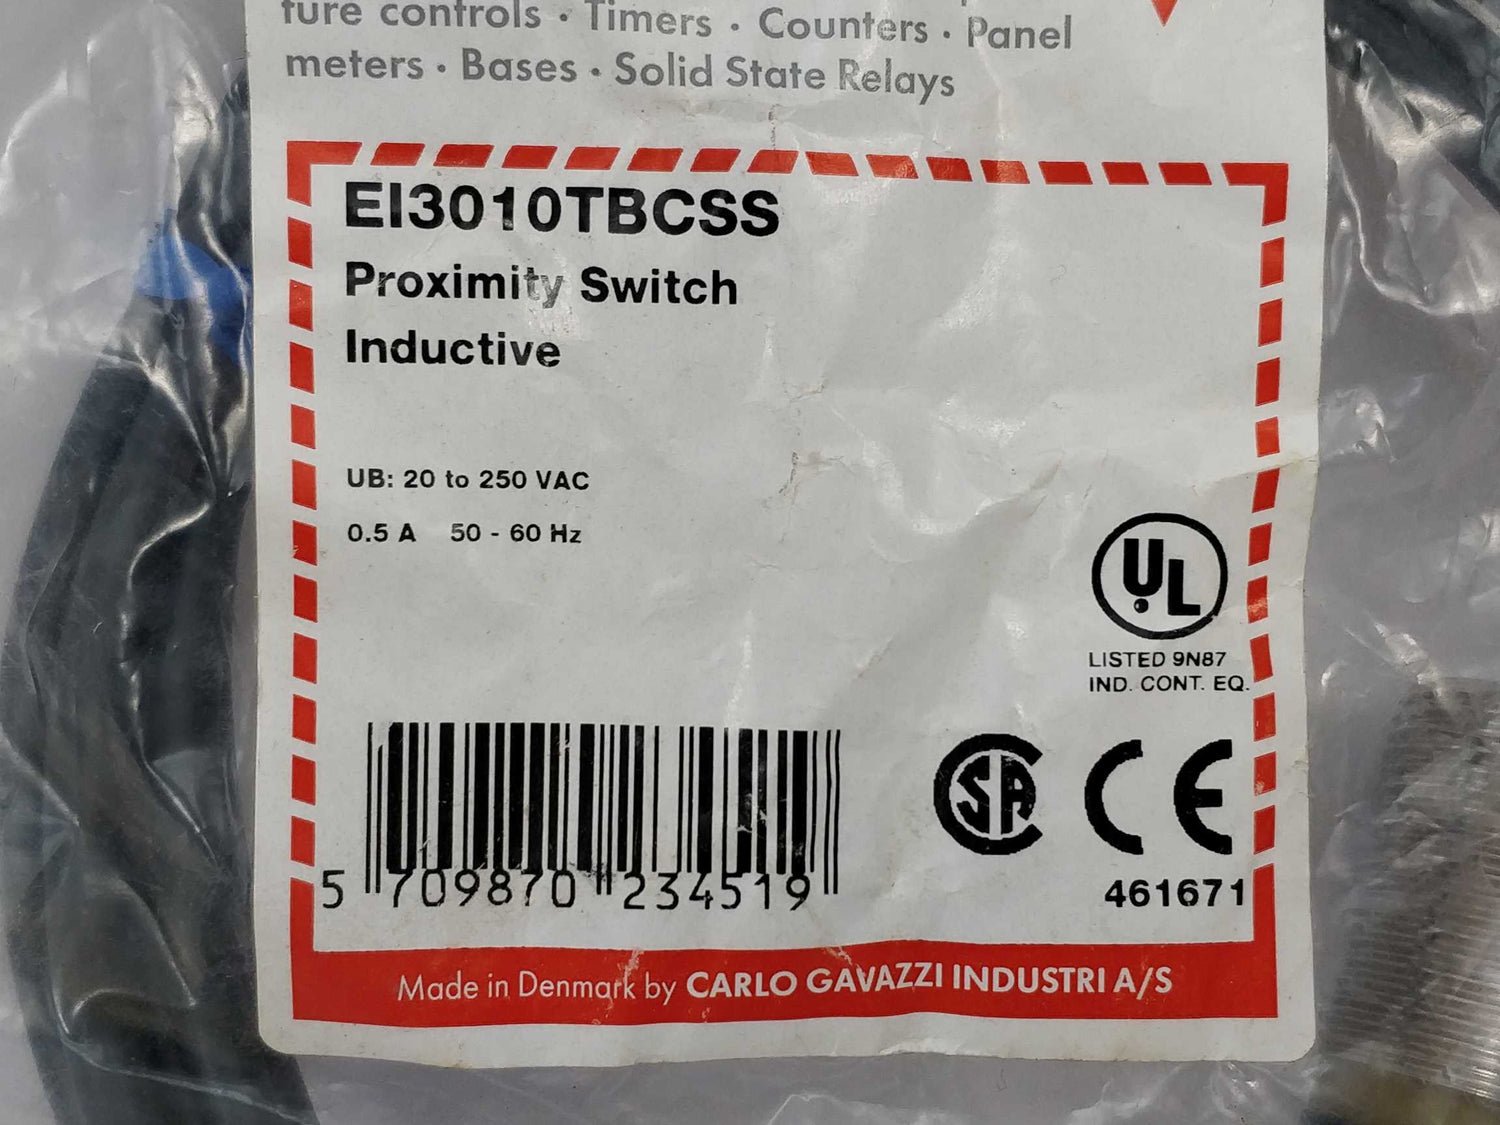 ture controls · Timers · Counters · Panel
meters · Bases · Solid State Relays
EI3010TBCSS
Proximity Switch
Inductive
UB: 20 to 250 VAC
0.5 A 50 - 60 Hz
UL
LISTED 9N87
IND. CONT. EQ.
CSA
CE
5 709870 234519
461671
Made in Denmark by CARLO GAVAZZI INDUSTRI A/S